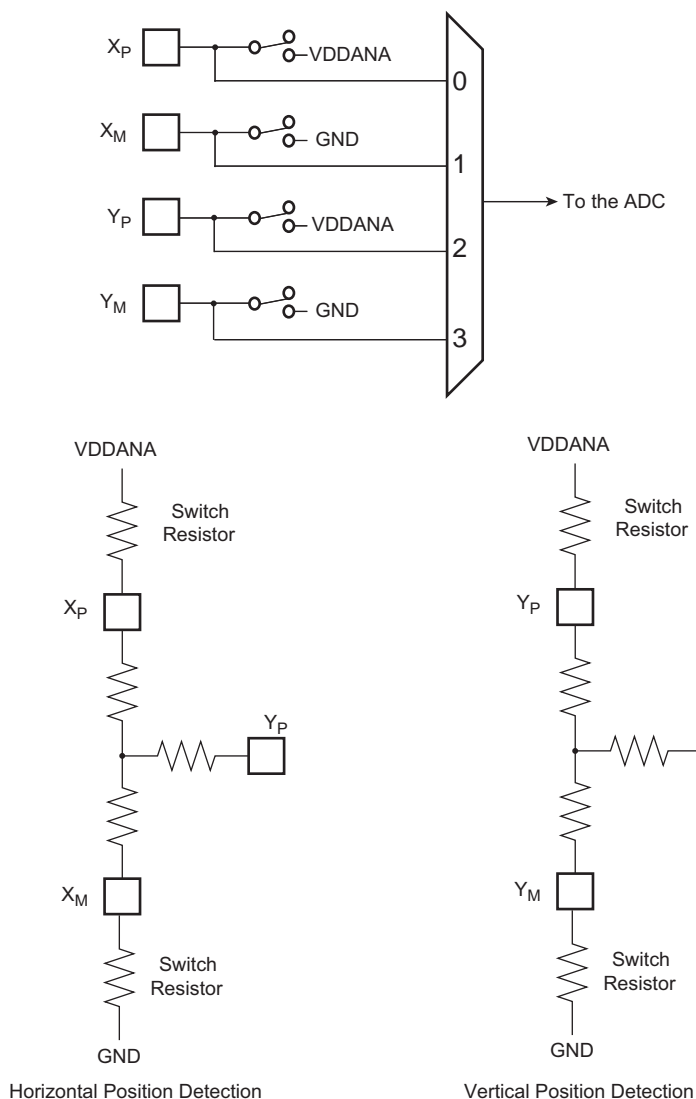 XP
VDDANA
0
XM
GND
1
To the ADC
YP
VDDANA
2
YM
GND
3
VDDANA
Switch
Resistor
XP
YP
XM
Switch
Resistor
GND
Horizontal Position Detection
VDDANA
Switch
Resistor
YP
YM
Switch
Resistor
GND
Vertical Position Detection